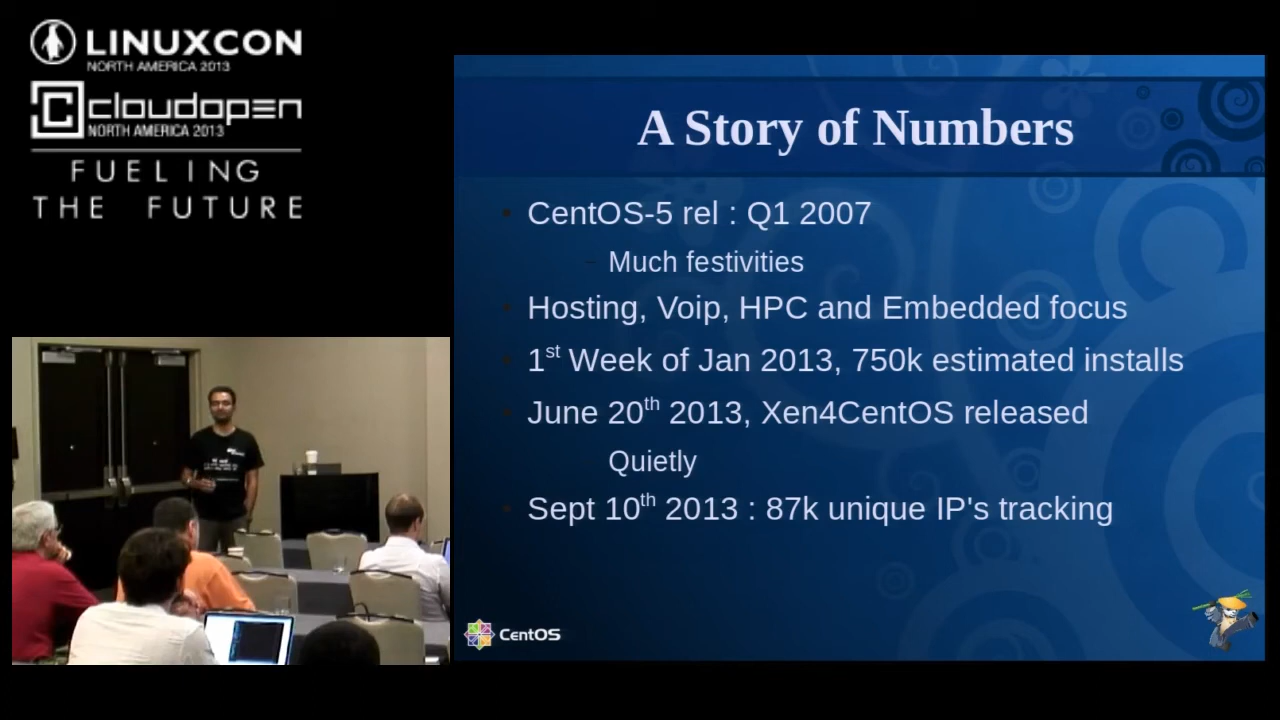 LINUXCON
NORTH AMERICA 2013
cloudopen
NORTH AMERICA 2013
FUELING
THE FUTURE
A Story of Numbers
CentOS-5 rel : Q1 2007
Much festivities
Hosting, Voip, HPC and Embedded focus
1st Week of Jan 2013, 750k estimated installs
June 20th 2013, Xen4CentOS released
Quietly
Sept 10th 2013 : 87k unique IP's tracking
CentOS